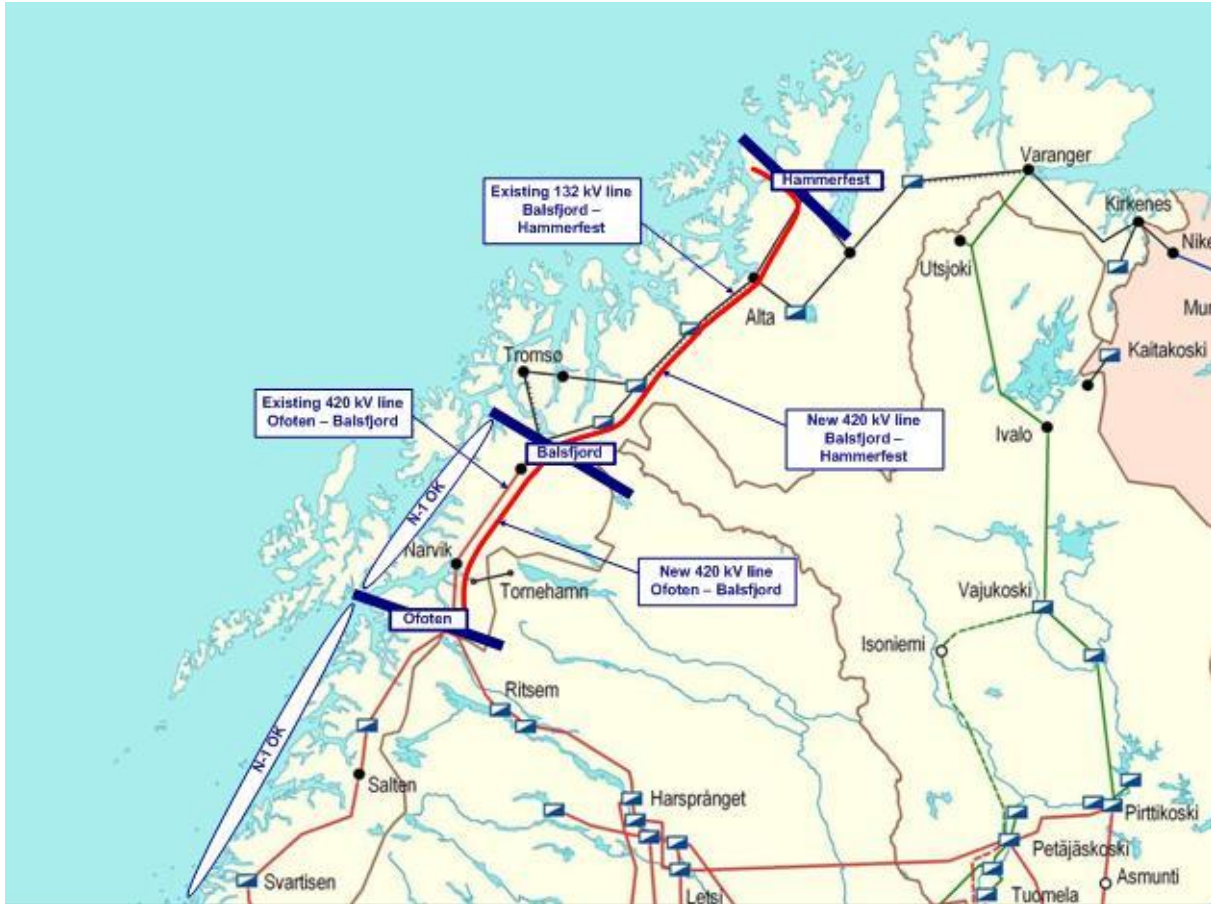 Varanger
Hammerfest
Existing 132 kV line
Balsfjord –
Hammerfest
Kirkenes
Nike
Utsjoki
Mur
Alta
Kaitakoski
Tromsø
Existing 420 kV line
Ofoten – Balsfjord
New 420 kV line
Balsfjord –
Hammerfest
Ivalo
Balsfjord
N-1 OK
Narvik
New 420 kV line
Ofoten – Balsfjord
Tornehamn
Vajukoski
Ofoten
Isoniemi
Ritsem
N-1 OK
Salten
Harsprånget
Pirttikoski
Petäjäskoski
Svartisen
Letsi
Tuomela
Asmunti